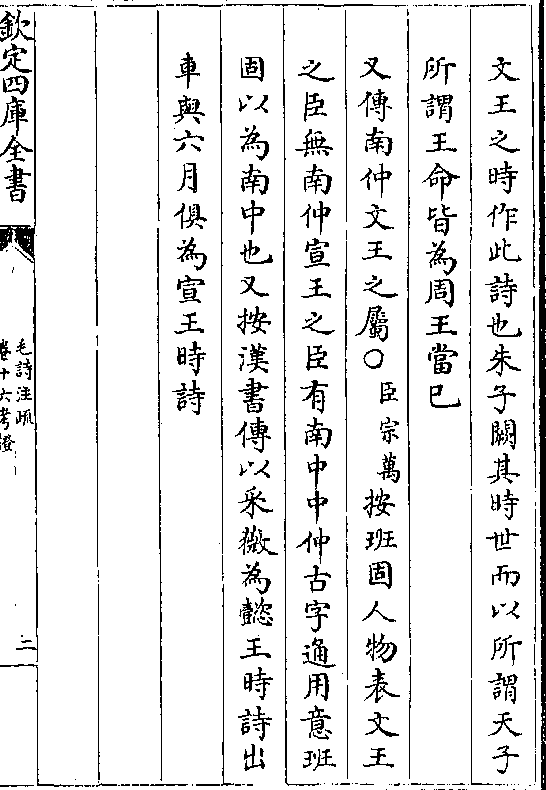 文王之時作此詩也朱子闕其時世而以所謂天子
所謂王命皆為周王當已
又傳南仲文王之屬〇臣宗萬按班固人物表文王
之臣無南仲宣王之臣有南中中仲古字通用意班
固以為南中也又按漢書傳以采薇為懿王時詩出
車與六月俱為宣王時詩
欽定四庫全書
毛詩注疏
卷十六考證
二